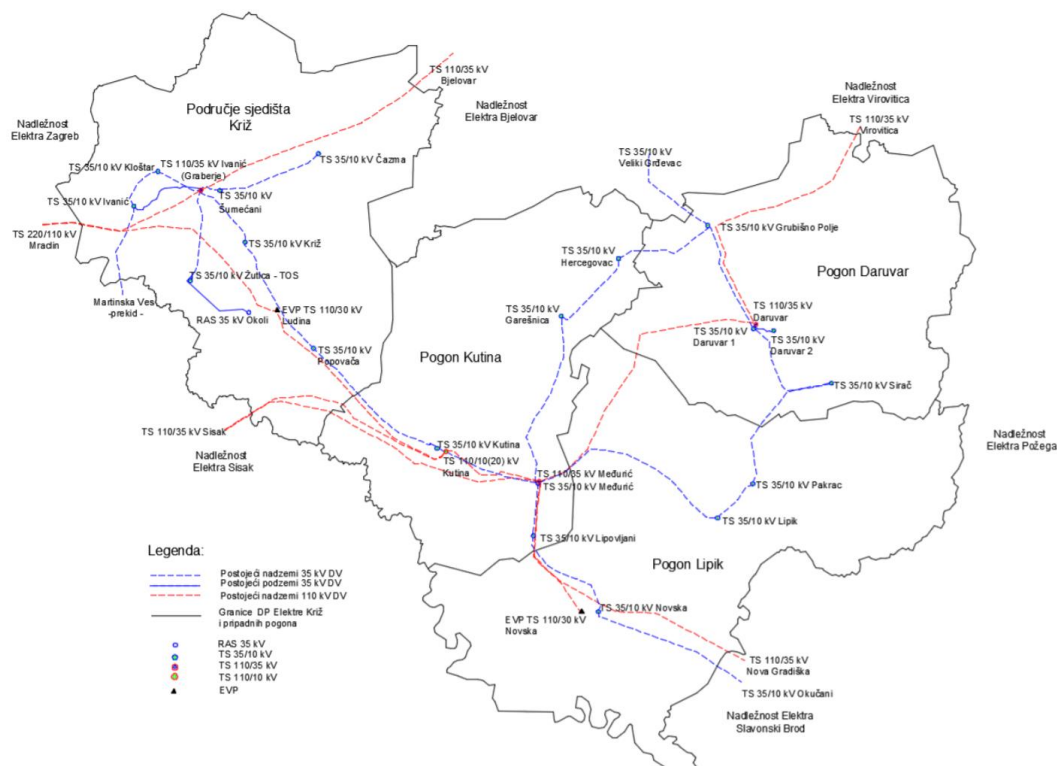 TS 110/35 kV
Bjelovar
Nadležnost
Elektra Bjelovar
Područje sjedišta
Križ
Nadležnost
Elektra Zagreb
Nadležnost
Elektra Virovitica
TS 110/35 kV
Virovitica
TS 35/10 kV Kloštar
TS 110/35 kV Ivanić
(Graberje)
TS 35/10 kV Čazma
TS 35/10 kV
Veliki Grđevac
TS 35/10 kV Ivanić
TS 35/10 kV
Šumećani
TS 220/110 kV
Mraclin
TS 35/10 kV Grubišno Polje
TS 35/10 kV Križ
TS 35/10 kV
Hercegovac
Pogon Daruvar
TS 35/10 kV Žutica - TOS
Martinska Ves
-prekid -
RAS 35 kV Okoli
EVP TS 110/30 kV
Ludina
TS 35/10 kV
Garešnica
TS 110/35 kV
Daruvar
TS 35/10 kV
Daruvar 1
TS 35/10 kV
Daruvar 2
TS 35/10 kV
Popovača
Pogon Kutina
TS 35/10 kV Sirač
TS 110/35 kV Sisak
Nadležnost
Elektra Sisak
TS 35/10 kV Kutina
TS 110/10(20) kV
Kutina
Nadležnost
Elektra Požega
TS 110/35 kV Međurić
TS 35/10 kV Međurić
TS 35/10 kV Pakrac
TS 35/10 kV Lipik
TS 35/10 kV Lipovljani
Pogon Lipik
Legenda:
Postojeći nadzemi 35 kV DV
Postojeći podzemi 35 kV DV
Postojeći nadzemi 110 kV DV
Granice DP Elektre Križ
i pripadnih pogona
RAS 35 kV
TS 35/10 kV
TS 110/35 kV
TS 110/10 kV
EVP
EVP TS 110/30 kV
Novska
TS 35/10 kV Novska
TS 110/35 kV
Nova Gradiška
TS 35/10 kV Okučani
Nadležnost Elektra
Slavonski Brod